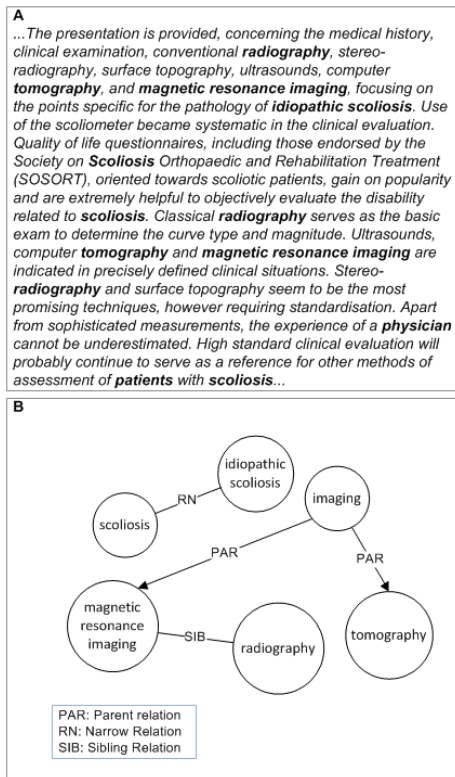 A
...The presentation is provided, concerning the medical history,
clinical examination, conventional radiography, stereo-
radiography, surface topography, ultrasounds, computer
tomography, and magnetic resonance imaging, focusing on
the points specific for the pathology of idiopathic scoliosis. Use
of the scoliometer became systematic in the clinical evaluation.
Quality of life questionnaires, including those endorsed by the
Society on Scoliosis Orthopaedic and Rehabilitation Treatment
(SOSORT), oriented towards scoliotic patients, gain on popularity
and are extremely helpful to objectively evaluate the disability
related to scoliosis. Classical radiography serves as the basic
exam to determine the curve type and magnitude. Ultrasounds,
computer tomography and magnetic resonance imaging are
indicated in precisely defined clinical situations. Stereo-
radiography and surface topography seem to be the most
promising techniques, however requiring standardisation. Apart
from sophisticated measurements, the experience of a physician
cannot be underestimated. High standard clinical evaluation will
probably continue to serve as a reference for other methods of
assessment of patients with scoliosis...
B
idiopathic
scoliosis
imaging
RN
scoliosis
PAR
PAR
magnetic
resonance
imaging
SIB
radiography
tomography
PAR: Parent relation
RN: Narrow Relation
SIB: Sibling Relation